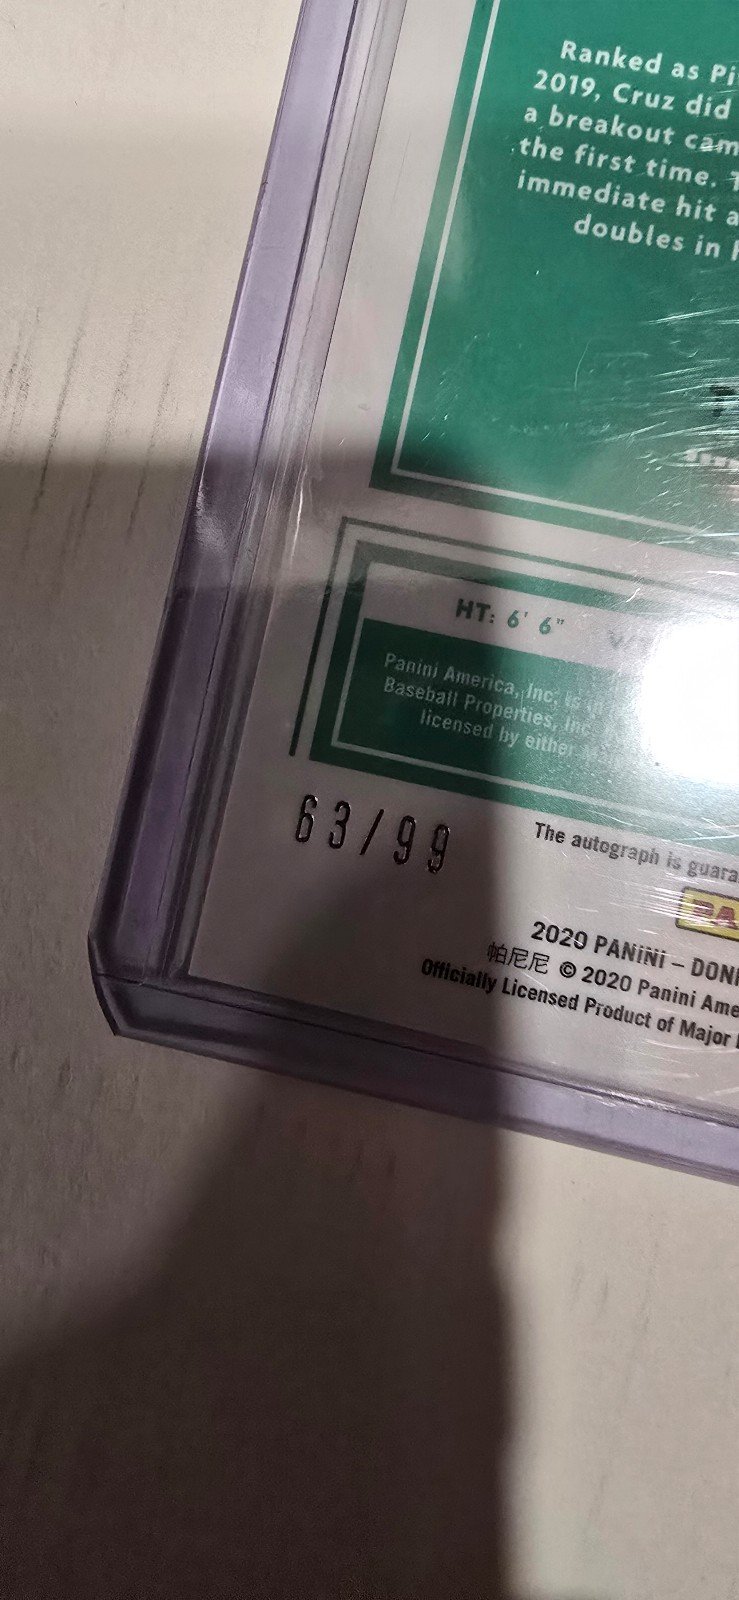 Ranked as Pi
2019, Cruz did
a breakout cam
the first time. T
immediate hit a
doubles in
HT: 6' 6"
Panini America, Inc. is
Baseball Properties, Inc.
licensed by either
63/99
The autograph is guara
PA
2020 PANINI – DON
帕尼尼 © 2020 Panini Ame
Officially Licensed Product of Major